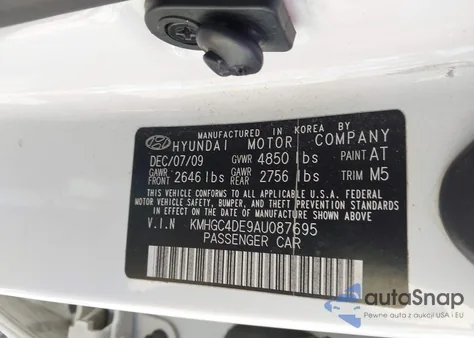 MANUFACTURED IN KOREA BY
HYUNDAI MOTOR COMPANY
DEC/07/09 GVWR 4850 lbs PAINT AT
GAWR FRONT 2646 lbs GAWR REAR 2756 lbs TRIM M5
THIS VEHICLE CONFORMS TO ALL APPLICABLE U.S.A. FEDERAL
MOTOR VEHICLE SAFETY, BUMPER, AND THEFT PREVENTION STANDARDS
IN EFFECT ON THE DATE OF MANUFACTURE SHOWN ABOVE.
V.I.N KMHGC4DE9AU087695
PASSENGER CAR
autoSnap
Pewne auta z aukcji USA i EU